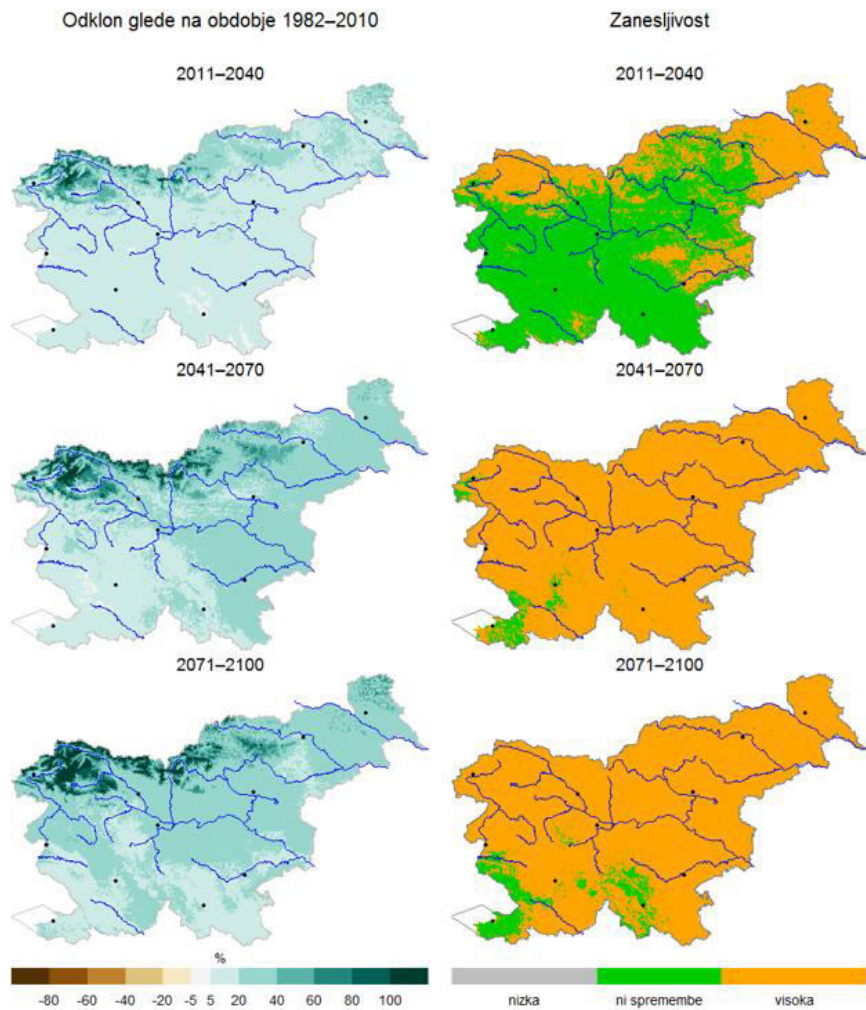 Odklon glede na obdobje 1982–2010
Zanesljivost
2011–2040
2011–2040
2041–2070
2041–2070
2071–2100
2071–2100
%
-80 -60 -40 -20 -5 5 20 40 60 80 100
nizka ni spremembe visoka